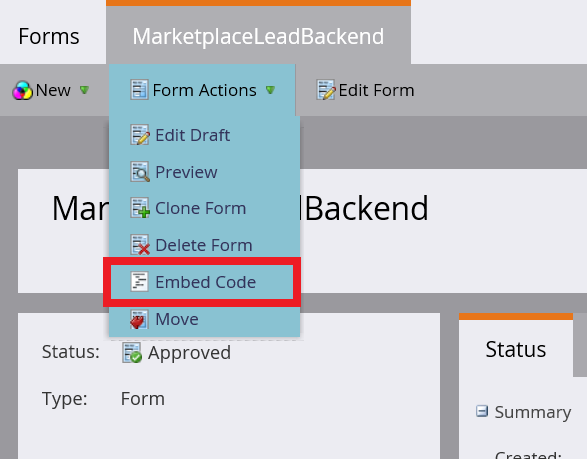 Forms MarketplaceLeadBackend
New Form Actions Edit Form
Edit Draft
Preview
Clone Form
Delete Form
Embed Code
Move
Mar Backend
Status: Approved
Type: Form
Status
Summary
Created: